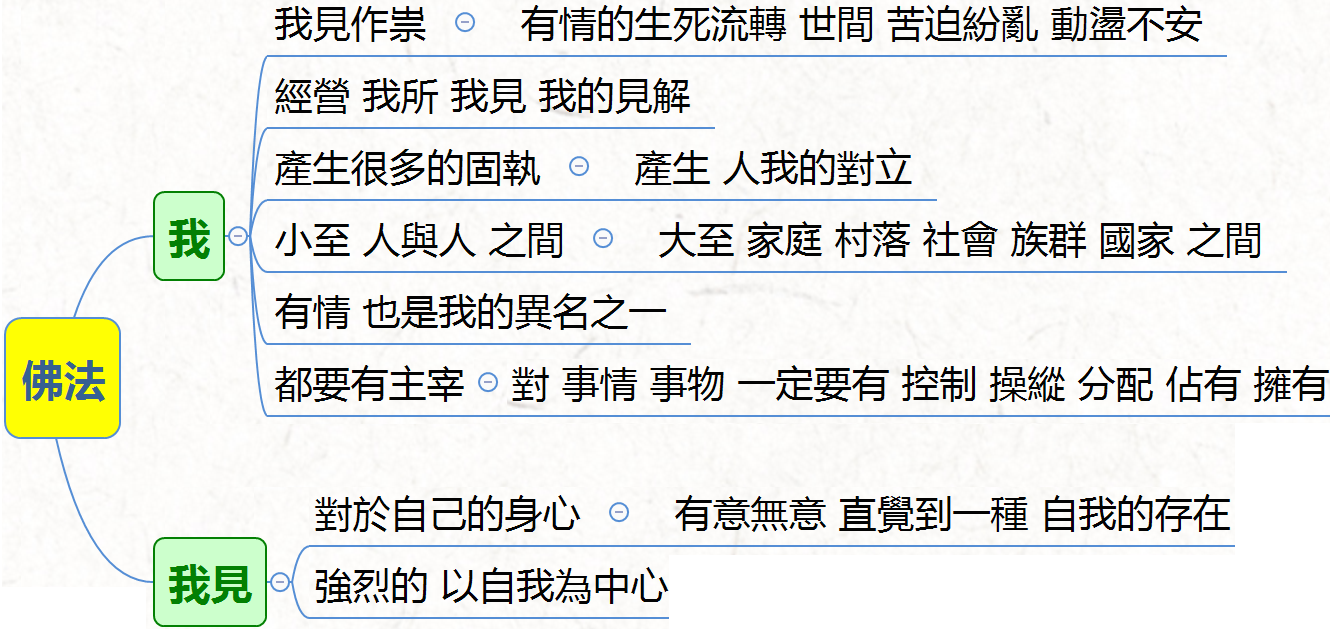 我見作祟 有情的生死流轉 世間 苦迫紛亂 動盪不安
經營 我所 我見 我的見解
產生很多的固執 產生 人我的對立
我
小至 人與人 之間 大至 家庭 村落 社會 族群 國家 之間
有情 也是我的異名之一
佛法
都要有主宰 對 事情 事物 一定要有 控制 操縱 分配 佔有 擁有
對於自己的身心 有意無意 直覺到一種 自我的存在
我見
強烈的 以自我為中心